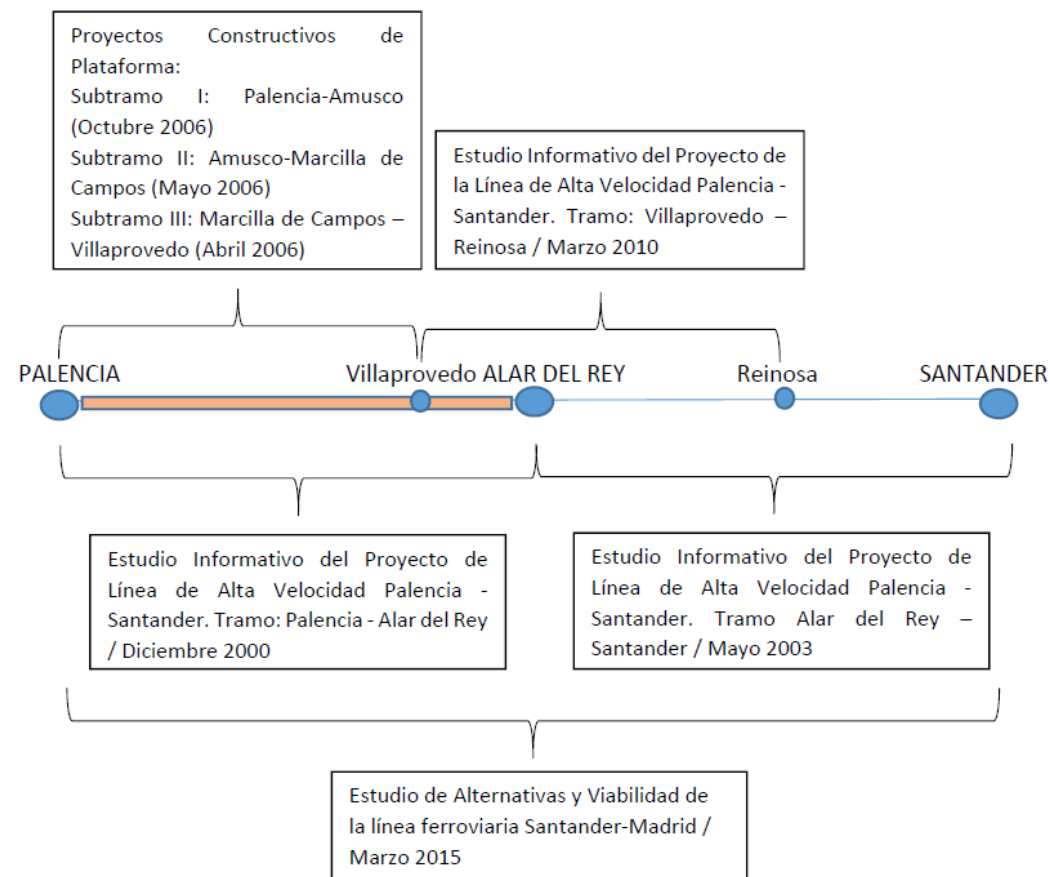 Proyectos Constructivos de
Plataforma:
Subtramo I: Palencia-Amusco
(Octubre 2006)
Subtramo II: Amusco-Marcilla de
Campos (Mayo 2006)
Subtramo III: Marcilla de Campos –
Villaprovedo (Abril 2006)
Estudio Informativo del Proyecto de
la Línea de Alta Velocidad Palencia -
Santander. Tramo: Villaprovedo –
Reinosa / Marzo 2010
PALENCIA
Villaprovedo
ALAR DEL REY
Reinosa
SANTANDER
Estudio Informativo del Proyecto de
Línea de Alta Velocidad Palencia -
Santander. Tramo: Palencia - Alar del Rey
/ Diciembre 2000
Estudio Informativo del Proyecto de
Línea de Alta Velocidad Palencia -
Santander. Tramo Alar del Rey –
Santander / Mayo 2003
Estudio de Alternativas y Viabilidad de
la línea ferroviaria Santander-Madrid /
Marzo 2015